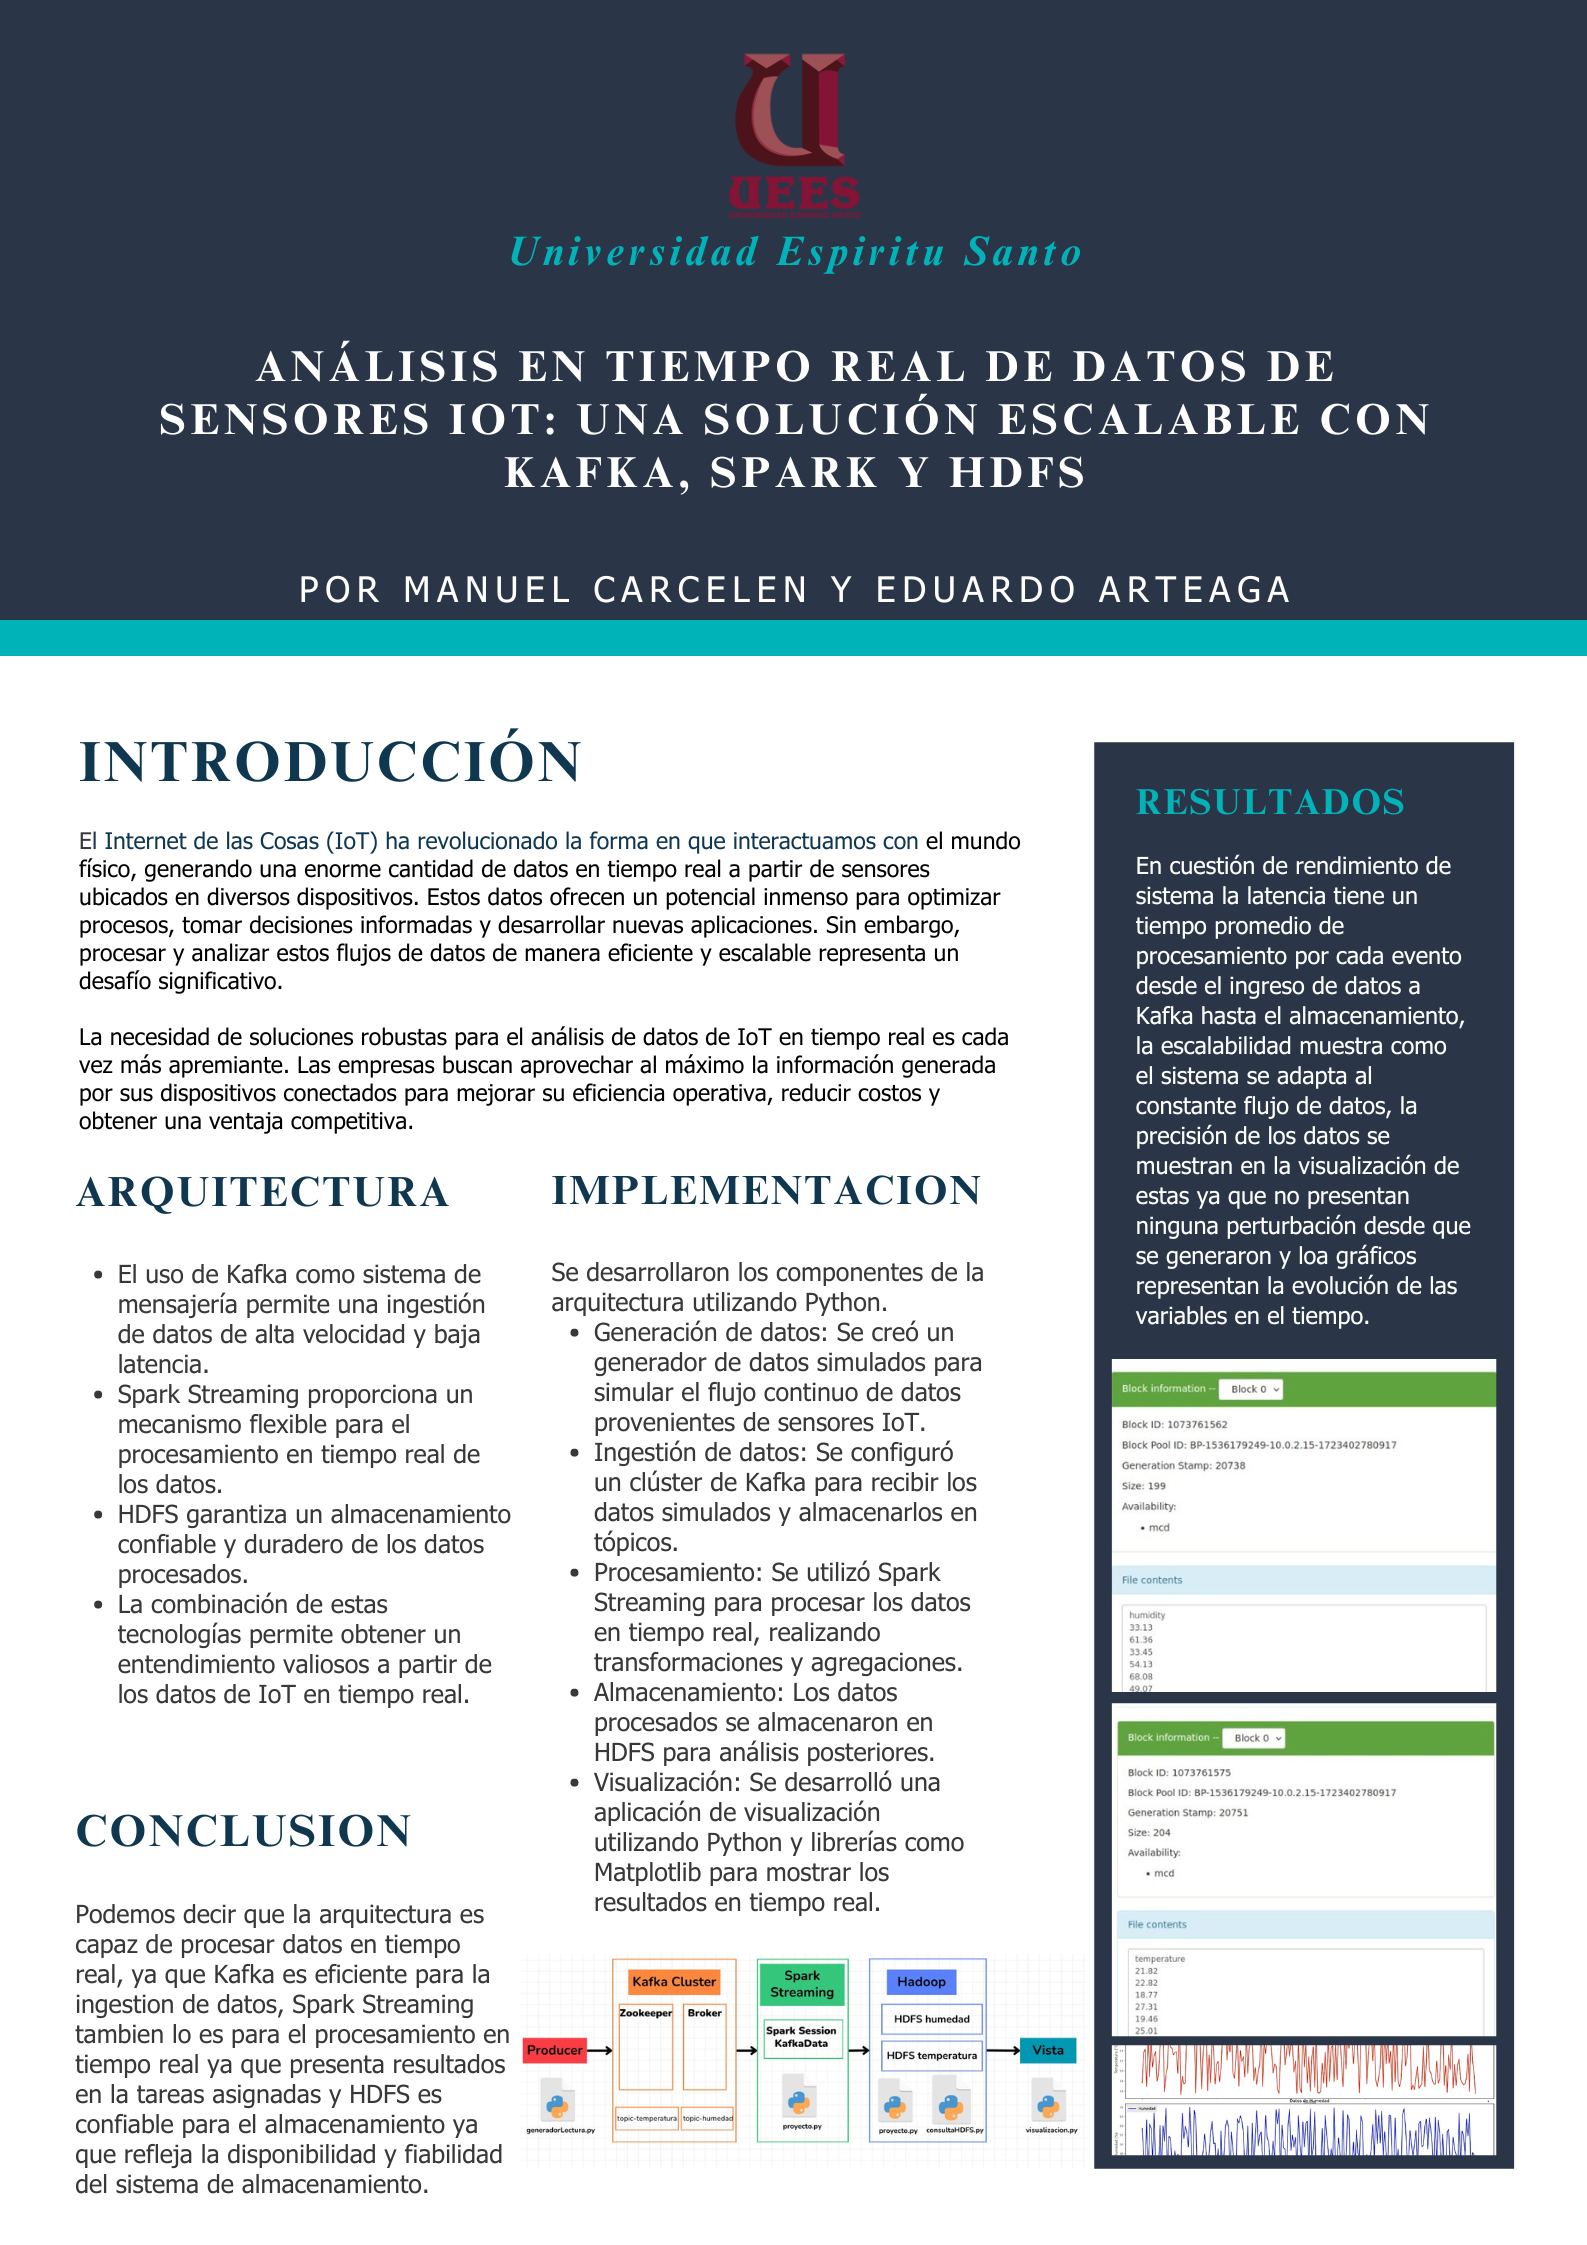 UEES
Universidad Espiritu Santo
ANÁLISIS EN TIEMPO REAL DE DATOS DE
SENSORES IOT: UNA SOLUCIÓN ESCALABLE CON
KAFKA, SPARK Y HDFS
POR MANUEL CARCELEN Y EDUARDO ARTEAGA
INTRODUCCIÓN
El Internet de las Cosas (IoT) ha revolucionado la forma en que interactuamos con el mundo
físico, generando una enorme cantidad de datos en tiempo real a partir de sensores
ubicados en diversos dispositivos. Estos datos ofrecen un potencial inmenso para optimizar
procesos, tomar decisiones informadas y desarrollar nuevas aplicaciones. Sin embargo,
procesar y analizar estos flujos de datos de manera eficiente y escalable representa un
desafío significativo.
La necesidad de soluciones robustas para el análisis de datos de IoT en tiempo real es cada
vez más apremiante. Las empresas buscan aprovechar al máximo la información generada
por sus dispositivos conectados para mejorar su eficiencia operativa, reducir costos y
obtener una ventaja competitiva.
ARQUITECTURA
• El uso de Kafka como sistema de
mensajería permite una ingestión
de datos de alta velocidad y baja
latencia.
• Spark Streaming proporciona un
mecanismo flexible para el
procesamiento en tiempo real de
los datos.
• HDFS garantiza un almacenamiento
confiable y duradero de los datos
procesados.
• La combinación de estas
tecnologías permite obtener un
entendimiento valiosos a partir de
los datos de IoT en tiempo real.
CONCLUSION
Podemos decir que la arquitectura es
capaz de procesar datos en tiempo
real, ya que Kafka es eficiente para la
ingestion de datos, Spark Streaming
tambien lo es para el procesamiento en
tiempo real ya que presenta resultados
en la tareas asignadas y HDFS es
confiable para el almacenamiento ya
que refleja la disponibilidad y fiabilidad
del sistema de almacenamiento.
IMPLEMENTACION
Se desarrollaron los componentes de la
arquitectura utilizando Python.
• Generación de datos: Se creó un
generador de datos simulados para
simular el flujo continuo de datos
provenientes de sensores IoT.
• Ingestión de datos: Se configuró
un clúster de Kafka para recibir los
datos simulados y almacenarlos en
tópicos.
• Procesamiento: Se utilizó Spark
Streaming para procesar los datos
en tiempo real, realizando
transformaciones y agregaciones.
• Almacenamiento: Los datos
procesados se almacenaron en
HDFS para análisis posteriores.
• Visualización: Se desarrolló una
aplicación de visualización
utilizando Python y librerías como
Matplotlib para mostrar los
resultados en tiempo real.
Producer
generadorLectura.py
Kafka Cluster
Zookeeper
Broker
topic-temperatura
topic-humedad
Spark
Streaming
Spark Session
KafkaData
proyecto.py
Hadoop
HDFS humedad
HDFS temperatura
proyecto.py
consultaHDFS.py
Vista
visualizacion.py
RESULTADOS
En cuestión de rendimiento de
sistema la latencia tiene un
tiempo promedio de
procesamiento por cada evento
desde el ingreso de datos a
Kafka hasta el almacenamiento,
la escalabilidad muestra como
el sistema se adapta al
constante flujo de datos, la
precisión de los datos se
muestran en la visualización de
estas ya que no presentan
ninguna perturbación desde que
se generaron y loa gráficos
representan la evolución de las
variables en el tiempo.
Block information -- Block 0
Block ID: 1073761562
Block Pool ID: BP-1536179249-10.0.2.15-1723402780917
Generation Stamp: 20738
Size: 199
Availability:
• mcd
File contents
humidity
33.13
61.36
33.45
54.13
68.08
49.07
Block information -- Block 0
Block ID: 1073761575
Block Pool ID: BP-1536179249-10.0.2.15-1723402780917
Generation Stamp: 20751
Size: 204
Availability:
• mcd
File contents
temperature
21.82
22.82
18.77
27.31
19.46
25.01
Datos de Humedad
Humedad